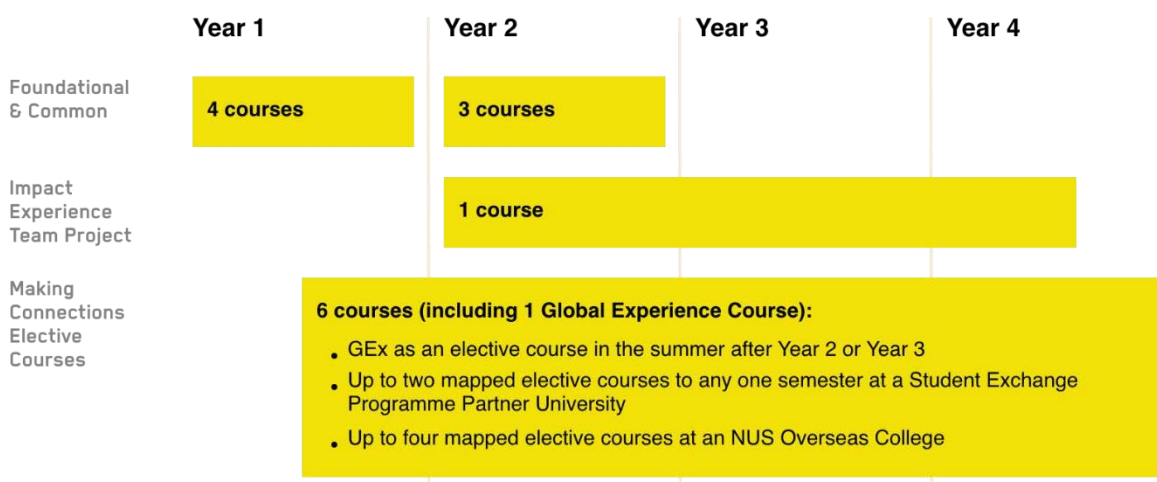 Year 1
Year 2
Year 3
Year 4
Foundational
& Common
4 courses
3 courses
Impact
Experience
Team Project
1 course
Making
Connections
Elective
Courses
6 courses (including 1 Global Experience Course):
• GEx as an elective course in the summer after Year 2 or Year 3
• Up to two mapped elective courses to any one semester at a Student Exchange
Programme Partner University
• Up to four mapped elective courses at an NUS Overseas College